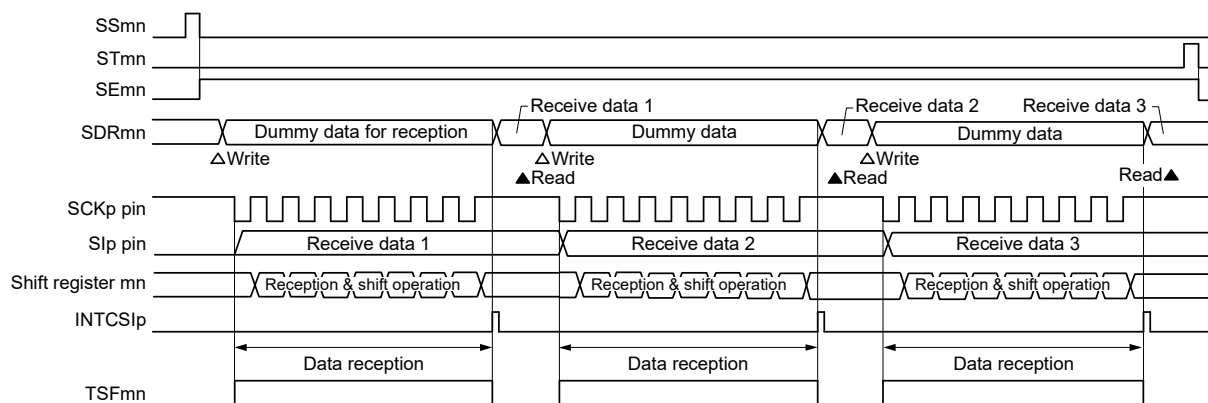 SSmn
STmn
SEmn
Receive data 1
Receive data 2
Receive data 3
SDRmn
Dummy data for reception
Dummy data
Dummy data
△Write
△Write
△Write
▲Read
▲Read
Read▲
SCKp pin
SIp pin
Receive data 1
Receive data 2
Receive data 3
Shift register mn
Reception & shift operation
Reception & shift operation
Reception & shift operation
INTCSIp
Data reception
Data reception
Data reception
TSFmn